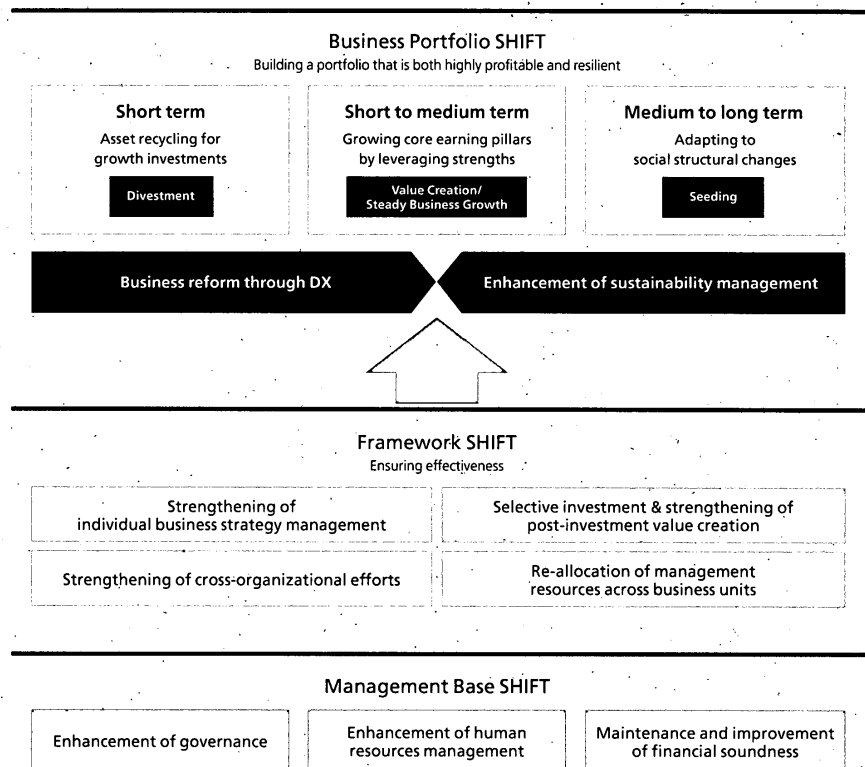 Business Portfolio SHIFT
Building a portfolio that is both highly profitable and resilient
Short term
Asset recycling for
growth investments
Divestment
Short to medium term
Growing core earning pillars
by leveraging strengths
Value Creation/
Steady Business Growth
Medium to long term
Adapting to
social structural changes
Seeding
Business reform through DX
Enhancement of sustainability management
Framework SHIFT
Ensuring effectiveness
Strengthening of
individual business strategy management
Selective investment & strengthening of
post-investment value creation
Strengthening of cross-organizational efforts
Re-allocation of management
resources across business units
Management Base SHIFT
Enhancement of governance
Enhancement of human
resources management
Maintenance and improvement
of financial soundness